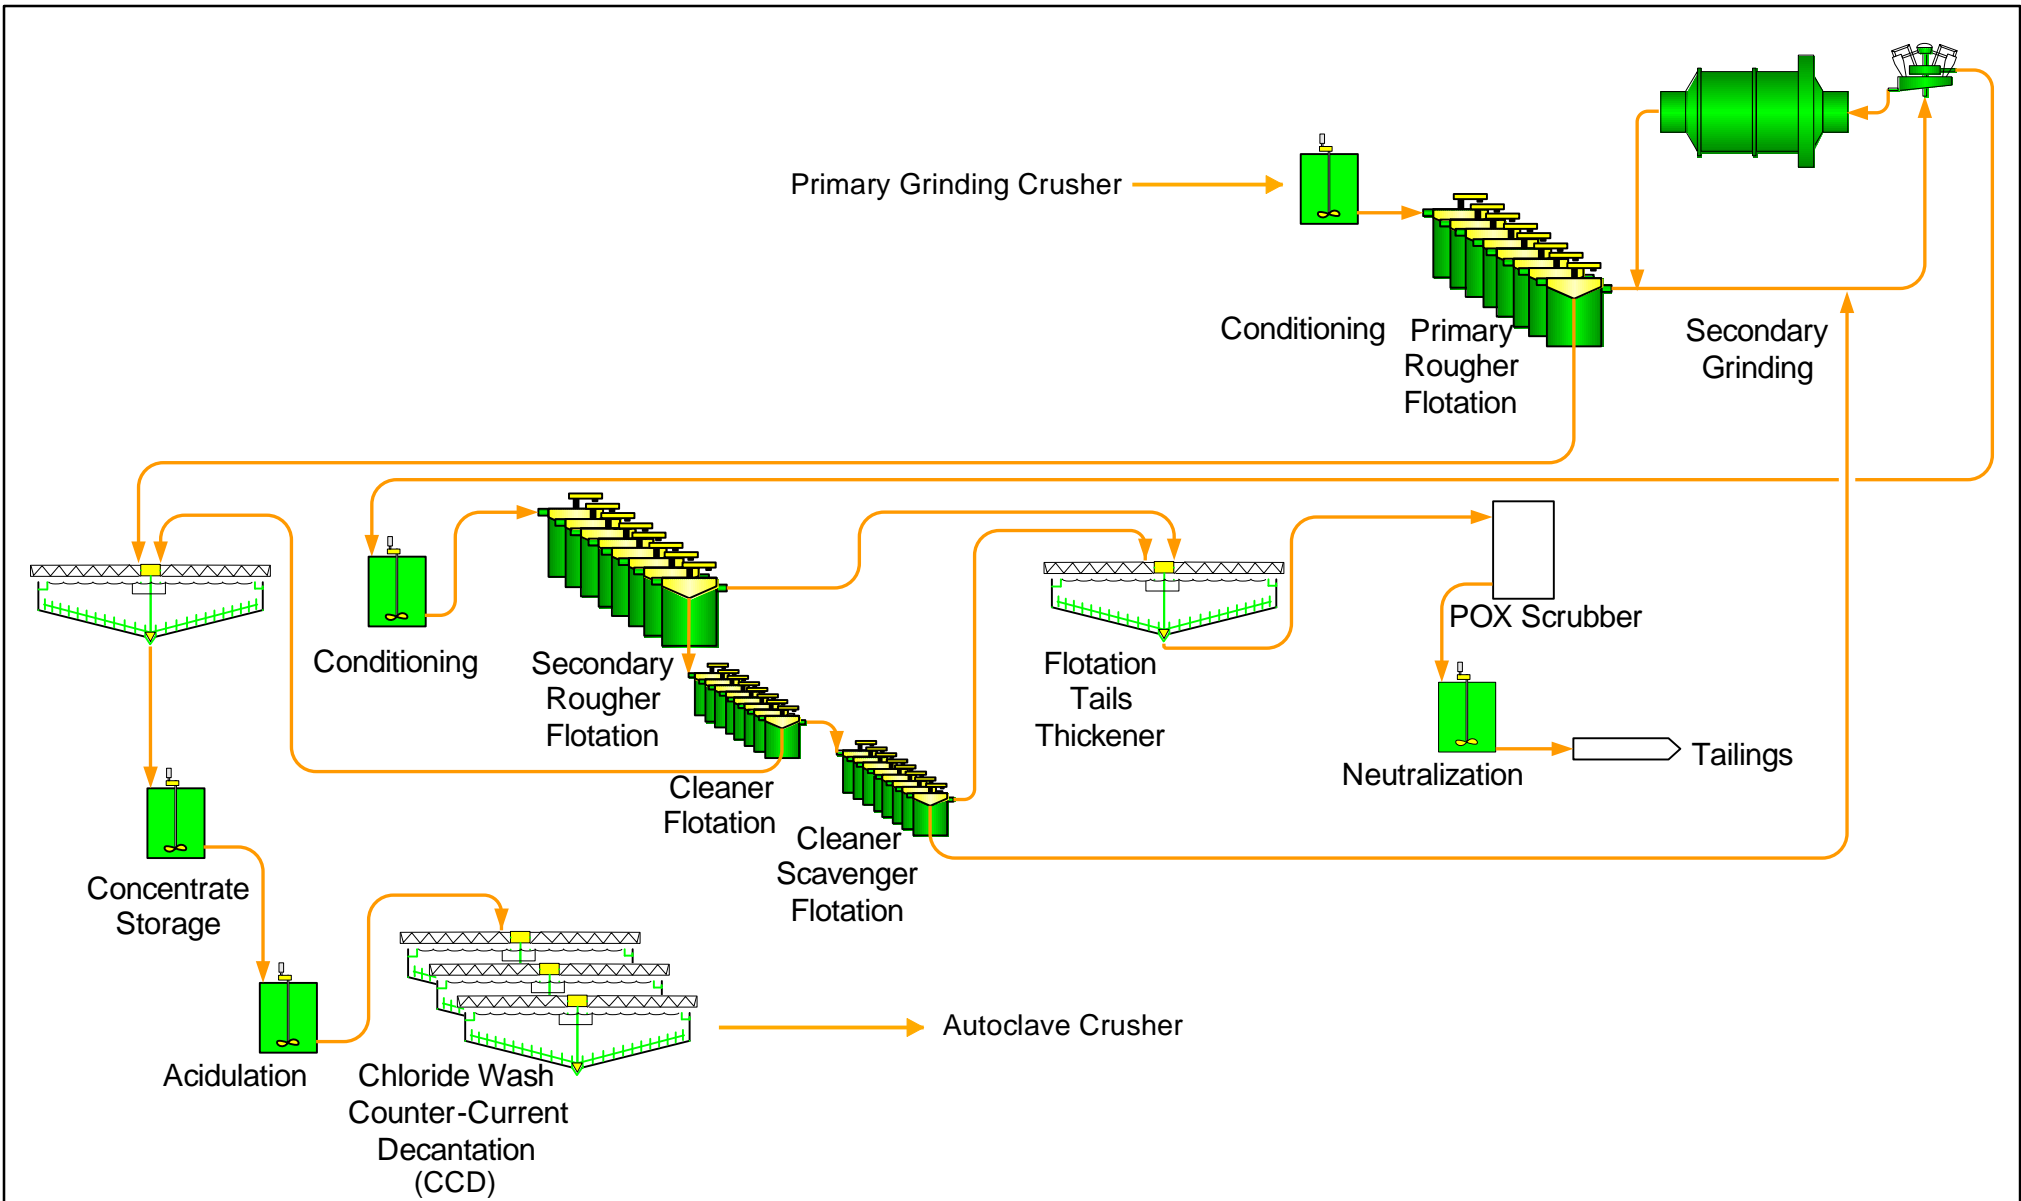 Primary Grinding Crusher
Conditioning
Primary
Rougher
Flotation
Secondary
Grinding
Conditioning
Secondary
Rougher
Flotation
Flotation
Tails
Thickener
POX Scrubber
Neutralization
Tailings
Cleaner
Flotation
Cleaner
Scavenger
Flotation
Concentrate
Storage
Acidulation
Chloride Wash
Counter-Current
Decantation
(CCD)
Autoclave Crusher